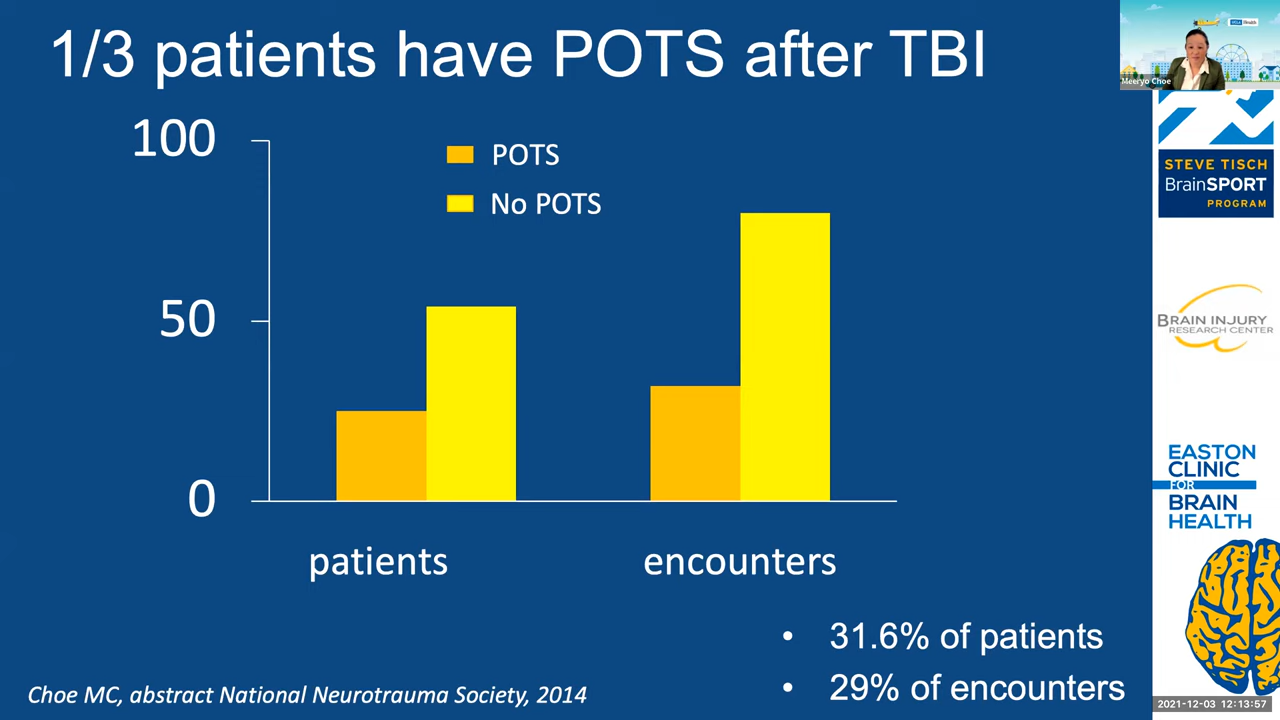 1/3 patients have POTS after TBI
100
50
0
POTS
No POTS
patients
encounters
• 31.6% of patients
• 29% of encounters
Choe MC, abstract National Neurotrauma Society, 2014
Meeryo Choe
STEVE TISCH
BrainSPORT
PROGRAM
BRAIN INJURY
RESEARCH CENTER
EASTON
CLINIC
FOR
BRAIN
HEALTH
2021-12-03 12:13:57